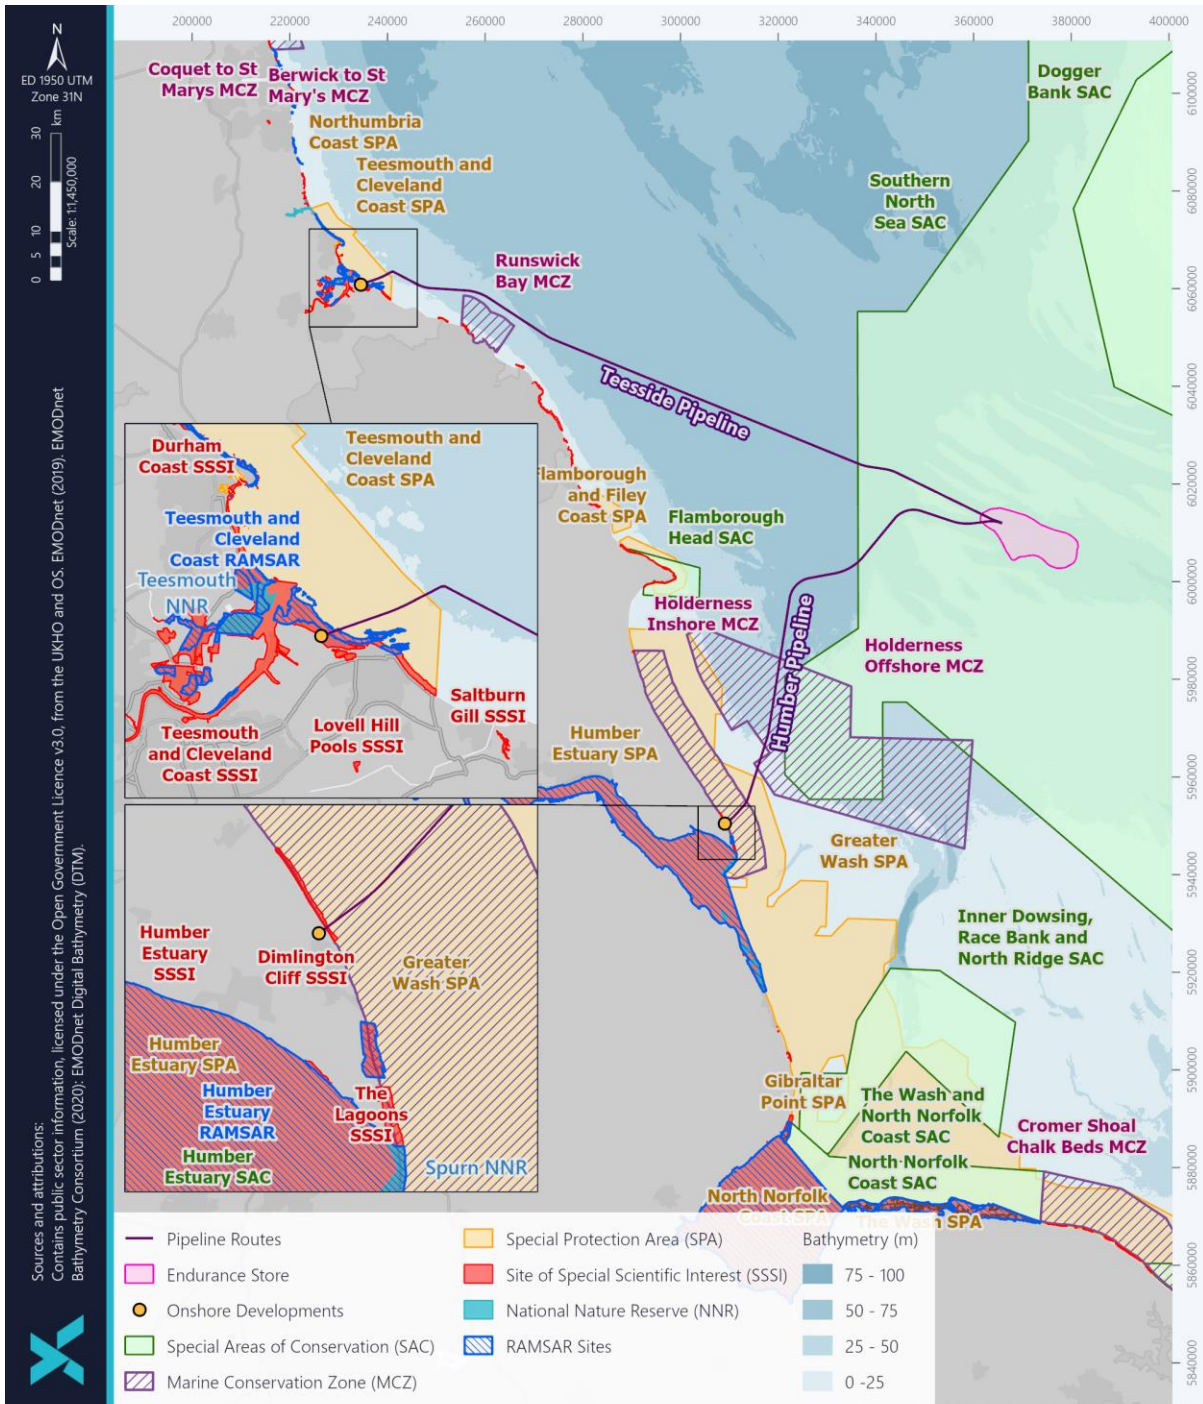 200000
220000
240000
260000
280000
300000
320000
340000
360000
380000
400000
N
ED 1950 UTM
Zone 31N
0 5 10 20 30 km
Scale: 1:1,450,000
Sources and attributions:
Contains public sector information, licensed under the Open Government Licence v3.0, from the UKHO and OS. EMODnet (2019). EMODnet
Bathymetry Consortium (2020): EMODnet Digital Bathymetry (DTM).
Coquet to St
Marys MCZ
Berwick to St
Mary's MCZ
Northumbria
Coast SPA
Teesmouth and
Cleveland
Coast SPA
Dogger
Bank SAC
Southern
North
Sea SAC
Runswick
Bay MCZ
Teesside Pipeline
Flamborough
and Filey
Coast SPA
Flamborough
Head SAC
Holderness
Inshore MCZ
Humber Pipeline
Holderness
Offshore MCZ
Humber
Estuary SPA
Greater
Wash SPA
Inner Dowsing,
Race Bank and
North Ridge SAC
Gibraltar
Point SPA
The Wash and
North Norfolk
Coast SAC
North Norfolk
Coast SAC
Cromer Shoal
Chalk Beds MCZ
North Norfolk
Coast SPA
The Wash SPA
6100000
6080000
6060000
6040000
6020000
6000000
5980000
5960000
5940000
5920000
5900000
5880000
5860000
5840000
Durham
Coast SSSI
Teesmouth and
Cleveland
Coast SPA
Teesmouth and
Cleveland
Coast RAMSAR
Teesmouth
NNR
Teesmouth
and Cleveland
Coast SSSI
Lovell Hill
Pools SSSI
Saltburn
Gill SSSI
Humber
Estuary
SSSI
Dimlington
Cliff SSSI
Greater
Wash SPA
Humber
Estuary SPA
Humber
Estuary
RAMSAR
Humber
Estuary SAC
The
Lagoons
SSSI
Spurn NNR
Pipeline Routes
Endurance Store
Onshore Developments
Special Areas of Conservation (SAC)
Marine Conservation Zone (MCZ)
Special Protection Area (SPA)
Site of Special Scientific Interest (SSSI)
National Nature Reserve (NNR)
RAMSAR Sites
Bathymetry (m)
75 - 100
50 - 75
25 - 50
0 -25